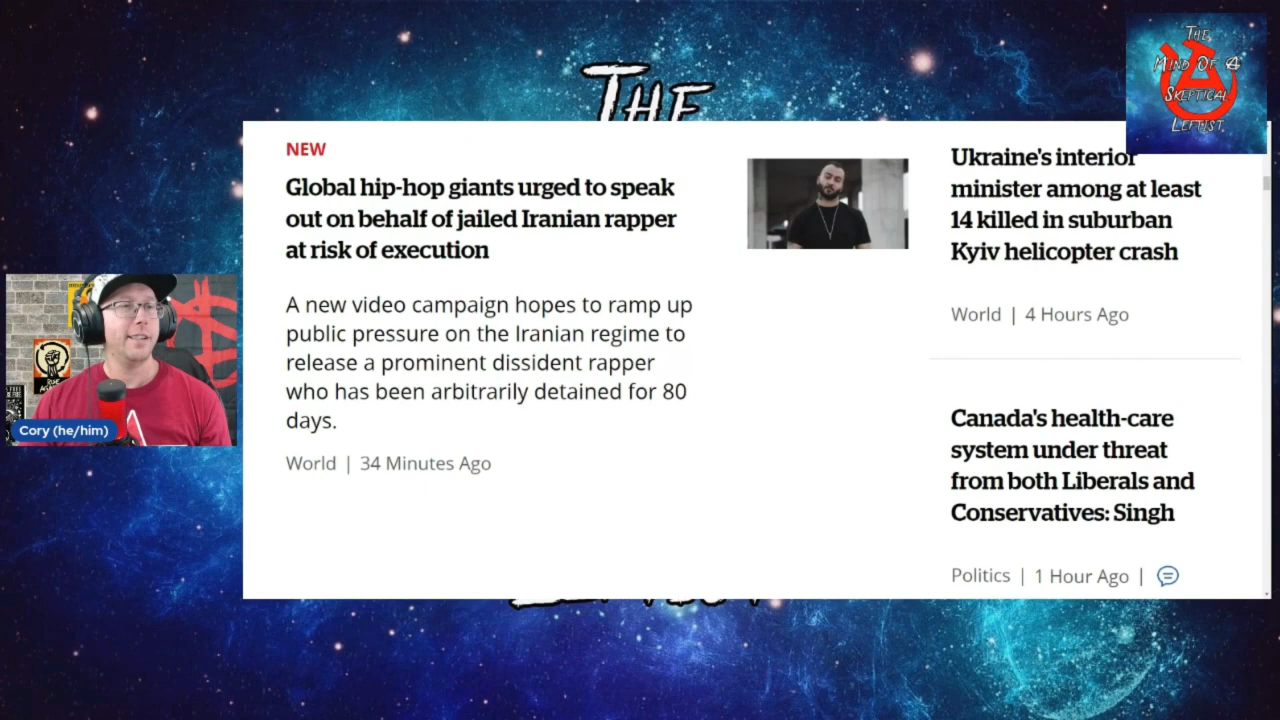 THE
NEW
Global hip-hop giants urged to speak
out on behalf of jailed Iranian rapper
at risk of execution
A new video campaign hopes to ramp up
public pressure on the Iranian regime to
release a prominent dissident rapper
who has been arbitrarily detained for 80
days.
World | 34 Minutes Ago
Ukraine's interior
minister among at least
14 killed in suburban
Kyiv helicopter crash
World | 4 Hours Ago
Canada's health-care
system under threat
from both Liberals and
Conservatives: Singh
Politics | 1 Hour Ago |
THE
MIND OF A
SKEPTICAL
LEFTIST
Cory (he/him)